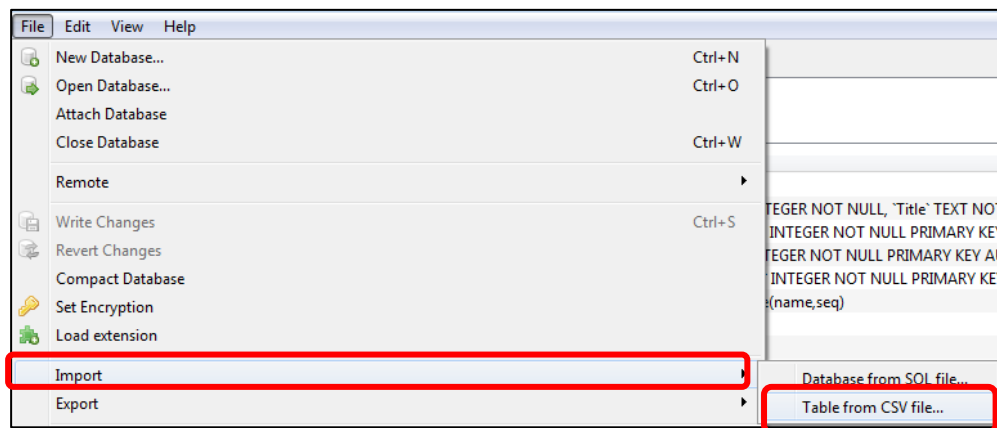 File Edit View Help
New Database... Ctrl+N
Open Database... Ctrl+O
Attach Database
Close Database Ctrl+W
Remote
TEGER NOT NULL, `Title` TEXT NO
Write Changes Ctrl+S
INTEGER NOT NULL PRIMARY KE
Revert Changes
TEGER NOT NULL PRIMARY KEY A
Compact Database
INTEGER NOT NULL PRIMARY KE
Set Encryption
(name,seq)
Load extension
Import
Database from SQL file...
Export
Table from CSV file...